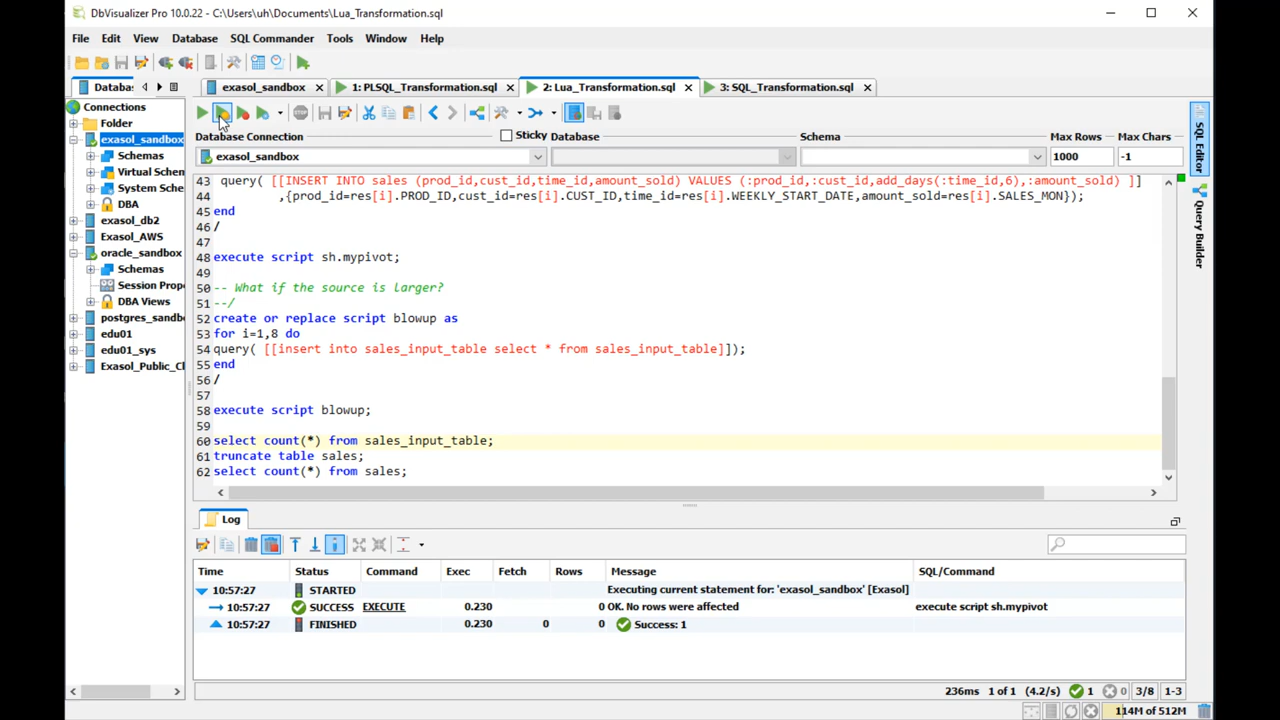 DbVisualizer Pro 10.0.22 - C:\Users\uh\Documents\Lua_Transformation.sql
File Edit View Database SQL Commander Tools Window Help
Databa: exasol_sandbox 1: PLSQL_Transformation.sql 2: Lua_Transformation.sql 3: SQL_Transformation.sql
Connections
Folder
exasol_sandbox
Schemas
Virtual Schem
System Sche
DBA
exasol_db2
Exasol_AWS
oracle_sandbox
Schemas
Session Prope
DBA Views
postgres_sandb
edu01
edu01_sys
Exasol_Public_Cl
STOP
Database Connection Sticky Database Schema Max Rows Max Chars
exasol_sandbox 1000 -1
43 query( [[INSERT INTO sales (prod_id,cust_id,time_id,amount_sold) VALUES (:prod_id,:cust_id,add_days(:time_id,6),:amount_sold) ]]
44 ,{prod_id=res[i].PROD_ID,cust_id=res[i].CUST_ID,time_id=res[i].WEEKLY_START_DATE,amount_sold=res[i].SALES_MON});
45 end
46 /
47
48 execute script sh.mypivot;
49
50 -- What if the source is larger?
51 --/
52 create or replace script blowup as
53 for i=1,8 do
54 query( [[insert into sales_input_table select * from sales_input_table]]);
55 end
56 /
57
58 execute script blowup;
59
60 select count(*) from sales_input_table;
61 truncate table sales;
62 select count(*) from sales;
SQL Editor
Query Builder
Log
Time Status Command Exec Fetch Rows Message SQL/Command
10:57:27 STARTED Executing current statement for: 'exasol_sandbox' [Exasol]
10:57:27 SUCCESS EXECUTE 0.230 0 OK. No rows were affected execute script sh.mypivot
10:57:27 FINISHED 0.230 0 0 Success: 1
236ms 1 of 1 (4.2/s) 1 0 3/8 1-3
114M of 512M